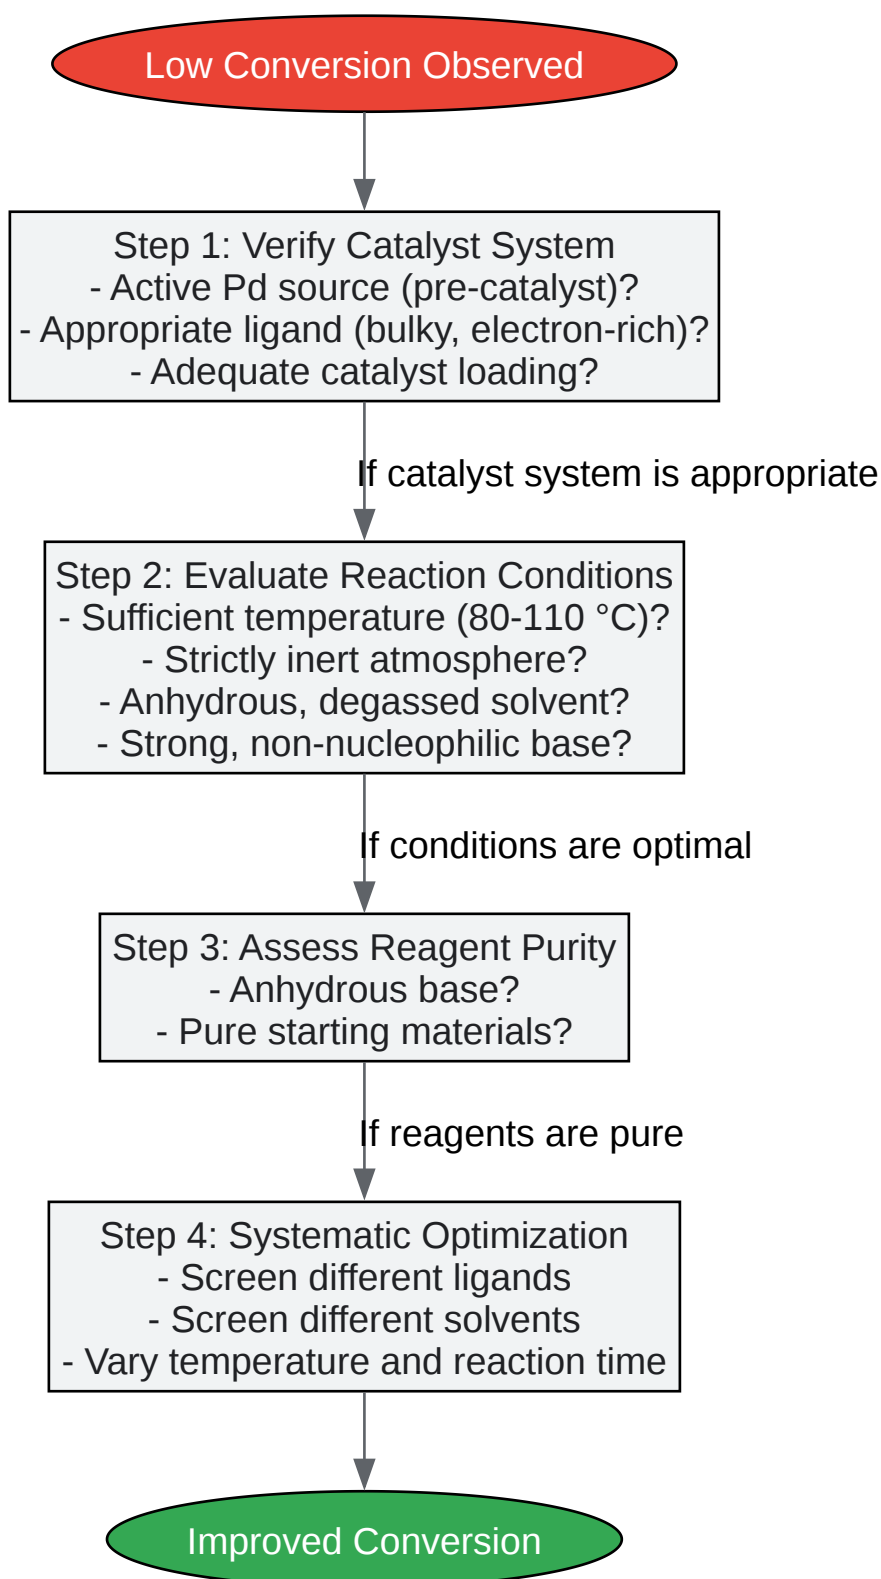 Low Conversion Observed
Step 1: Verify Catalyst System
- Active Pd source (pre-catalyst)?
- Appropriate ligand (bulky, electron-rich)?
- Adequate catalyst loading?
If catalyst system is appropriate
Step 2: Evaluate Reaction Conditions
- Sufficient temperature (80-110 °C)?
- Strictly inert atmosphere?
- Anhydrous, degassed solvent?
- Strong, non-nucleophilic base?
If conditions are optimal
Step 3: Assess Reagent Purity
- Anhydrous base?
- Pure starting materials?
If reagents are pure
Step 4: Systematic Optimization
- Screen different ligands
- Screen different solvents
- Vary temperature and reaction time
Improved Conversion